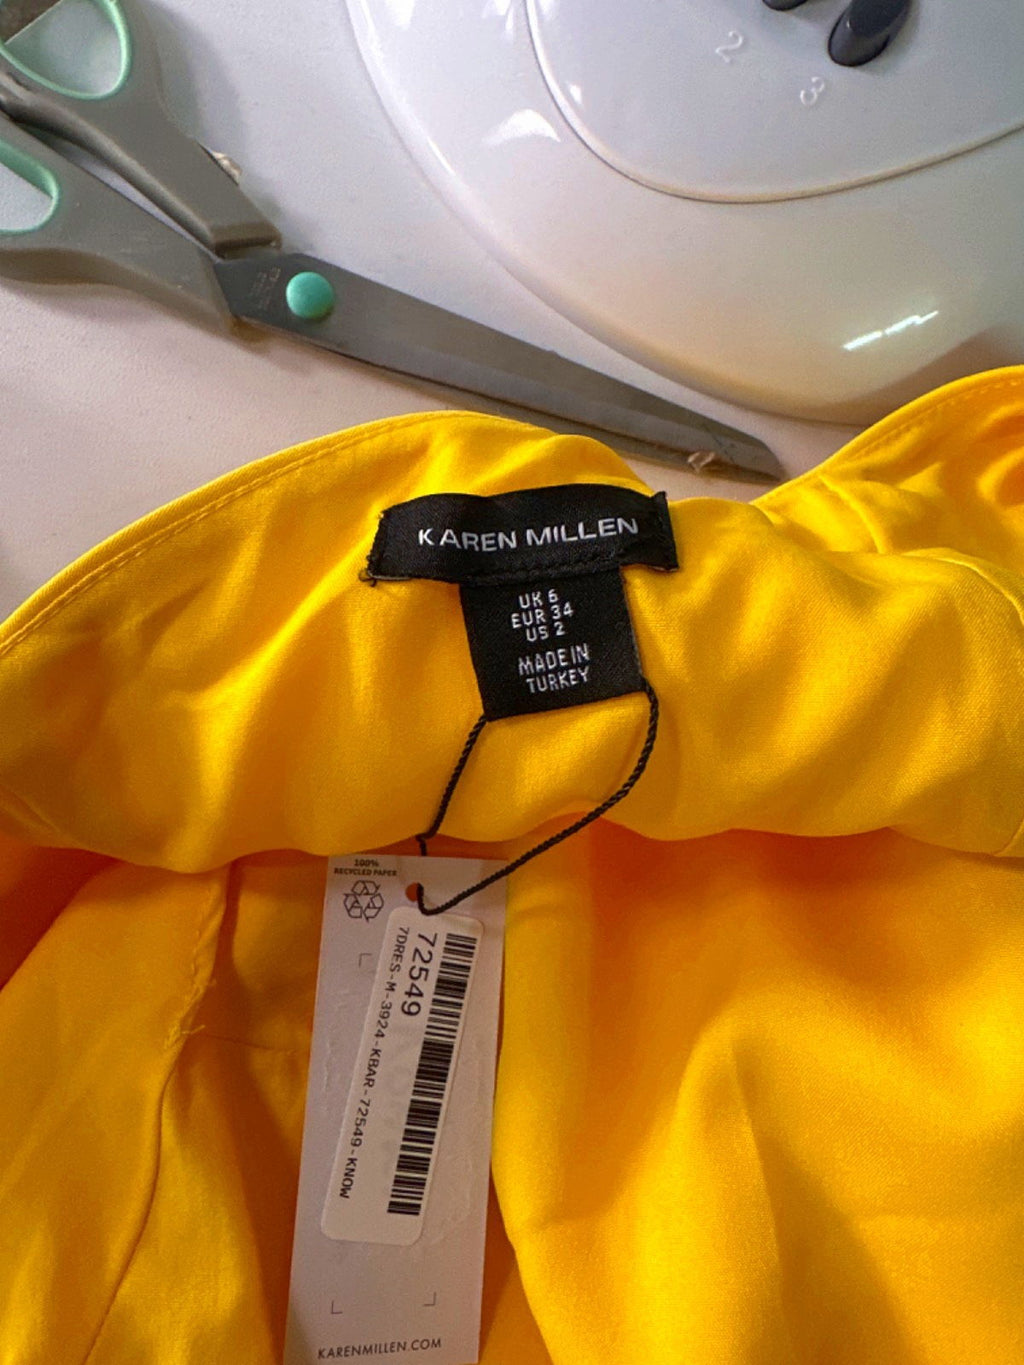 2
3
KAREN MILLEN
UK 6
EUR 34
US 2
MADE IN
TURKEY
100%
RECYCLED PAPER
72549
7DRES-M-3924-KBAR-72549-KNOW
KARENMILLEN.COM